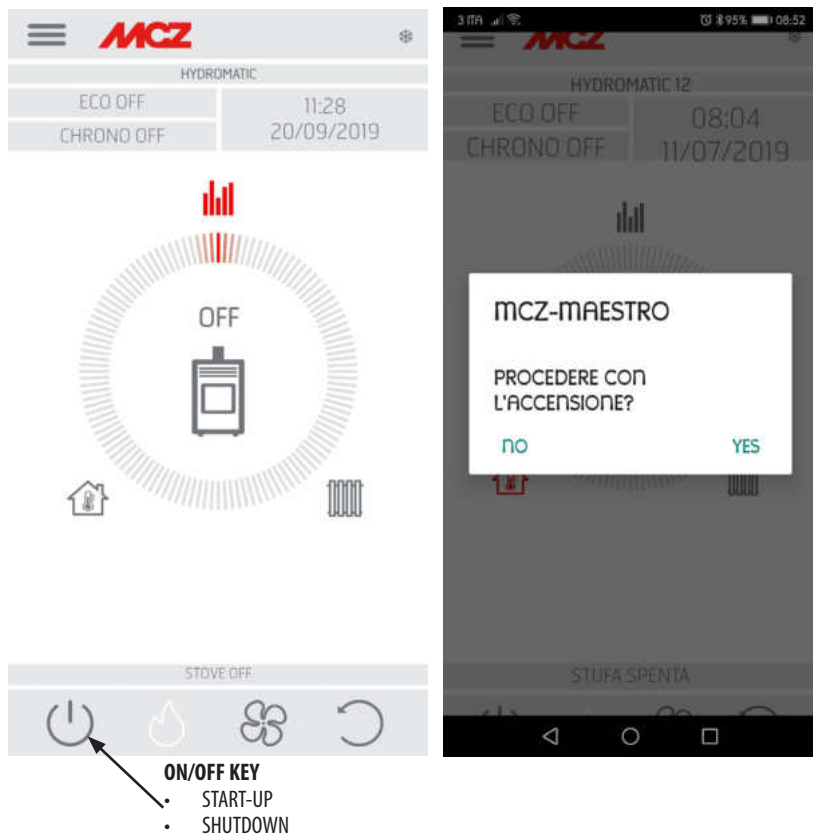 MCZ
HYDROMATIC
ECO OFF
CHRONO OFF
11:28
20/09/2019
OFF
STOVE OFF
3 ITA
95%
08:52
MCZ
HYDROMATIC 12
ECO OFF
CHRONO OFF
08:04
11/07/2019
MCZ-MAESTRO
PROCEDERE CON
L'ACCENSIONE?
NO
YES
STUFA SPENTA
ON/OFF KEY
• START-UP
• SHUTDOWN